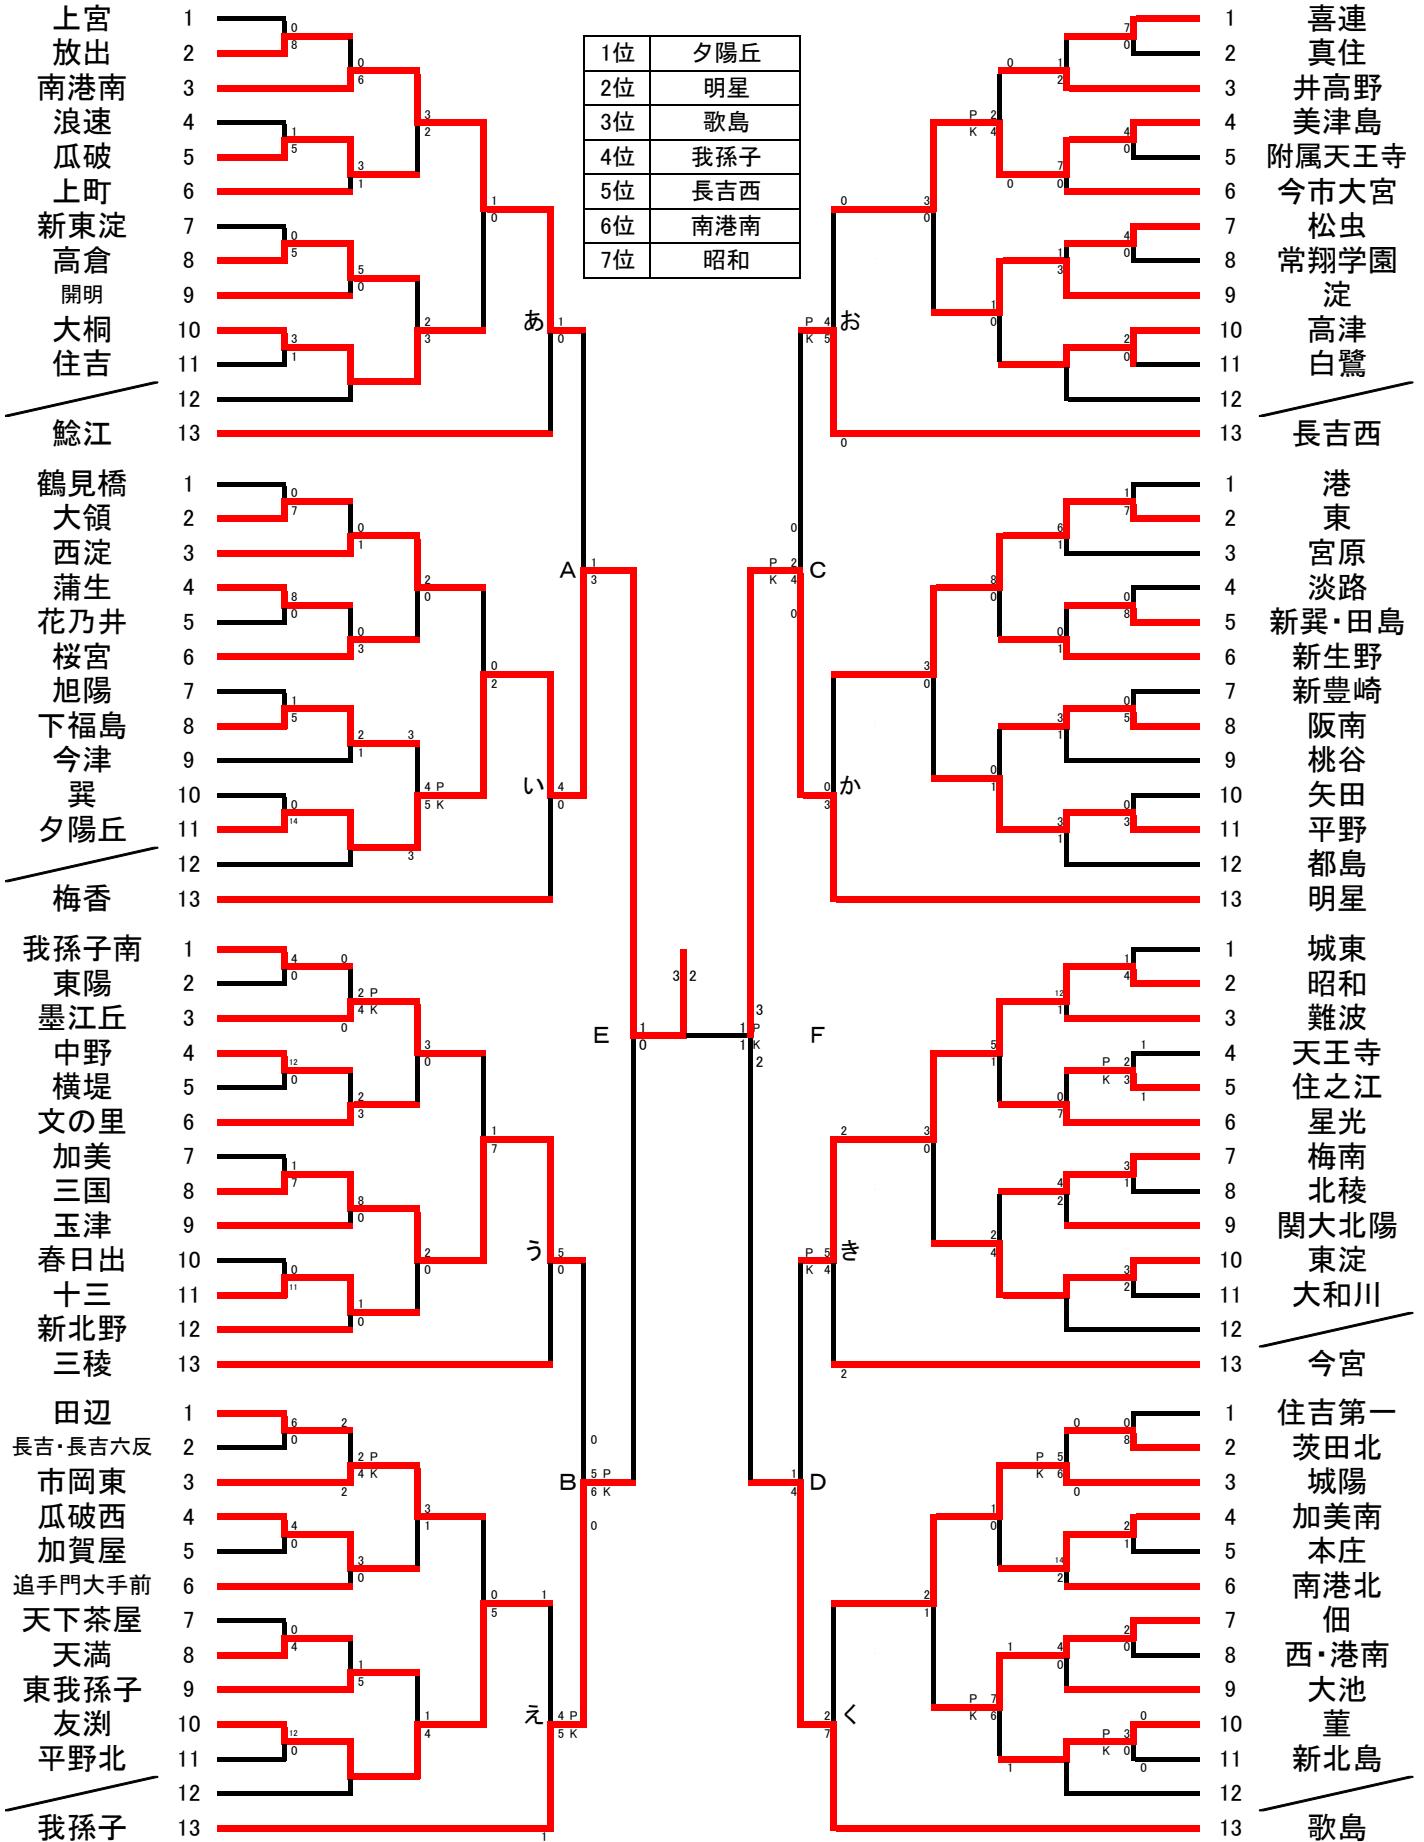 1位 夕陽丘
2位 明星
3位 歌島
4位 我孫子
5位 長吉西
6位 南港南
7位 昭和
上宮 1
放出 2
南港南 3
浪速 4
瓜破 5
上町 6
新東淀 7
高倉 8
開明 9
大桐 10
住吉 11
12
鯰江 13
鶴見橋 1
大領 2
西淀 3
蒲生 4
花乃井 5
桜宮 6
旭陽 7
下福島 8
今津 9
巽 10
夕陽丘 11
12
梅香 13
我孫子南 1
東陽 2
墨江丘 3
中野 4
横堤 5
文の里 6
加美 7
三国 8
玉津 9
春日出 10
十三 11
新北野 12
三稜 13
田辺 1
長吉・長吉六反 2
市岡東 3
瓜破西 4
加賀屋 5
追手門大手前 6
天下茶屋 7
天満 8
東我孫子 9
友渕 10
平野北 11
12
我孫子 13
あ
い
う
え
A
B
E
3 2
F
C
D
お
か
き
く
1 喜連
2 真住
3 井高野
4 美津島
5 附属天王寺
6 今市大宮
7 松虫
8 常翔学園
9 淀
10 高津
11 白鷺
12
13 長吉西
1 港
2 東
3 宮原
4 淡路
5 新巽・田島
6 新生野
7 新豊崎
8 阪南
9 桃谷
10 矢田
11 平野
12 都島
13 明星
1 城東
2 昭和
3 難波
4 天王寺
5 住之江
6 星光
7 梅南
8 北稜
9 関大北陽
10 東淀
11 大和川
12
13 今宮
1 住吉第一
2 茨田北
3 城陽
4 加美南
5 本庄
6 南港北
7 佃
8 西・港南
9 大池
10 菫
11 新北島
12
13 歌島